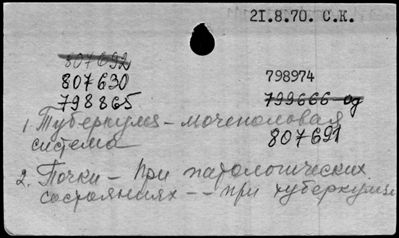 21.8.70. С.К.
807692
807630
798865
798974
799666-од
807691
1. Туберкулез - мочеполовая
система
2. Почки - При патологических
состояниях -- при туберкулезе